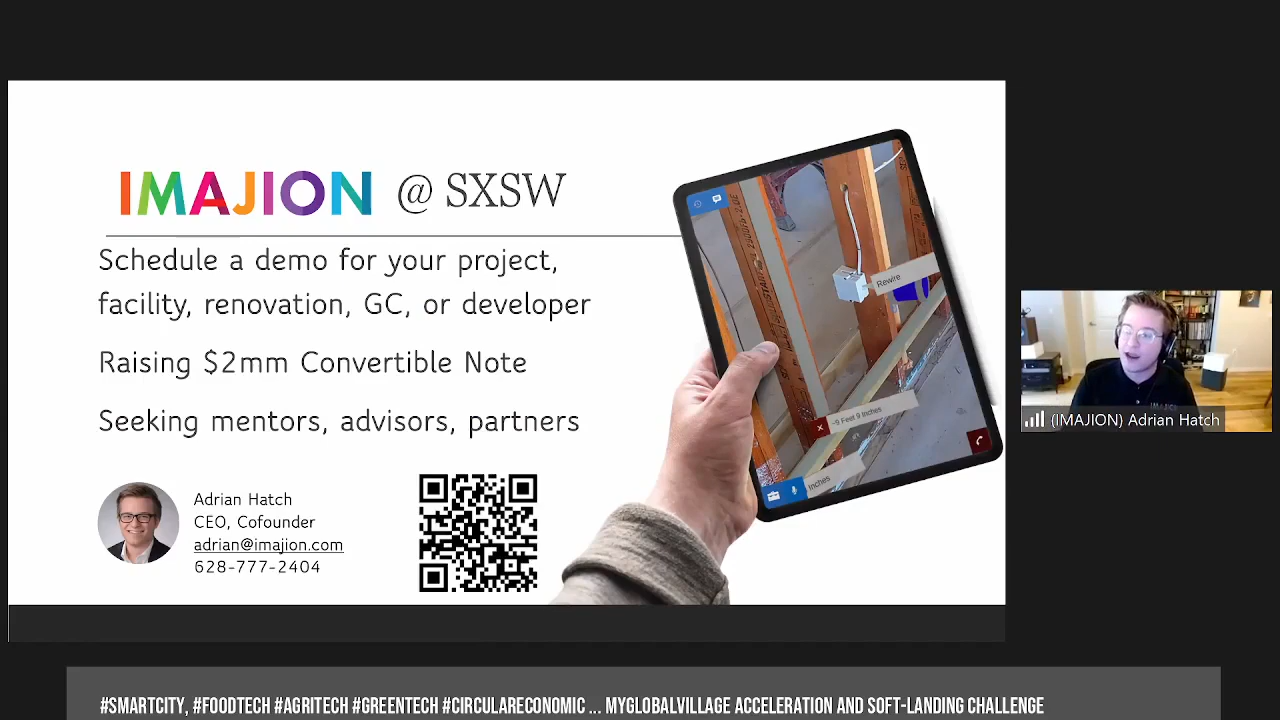 IMAJION @ SXSW
Schedule a demo for your project,
facility, renovation, GC, or developer
Raising $2mm Convertible Note
Seeking mentors, advisors, partners
Adrian Hatch
CEO, Cofounder
adrian@imajion.com
628-777-2404
Rewire
~9 Feet 9 Inches
Inches
(IMAJION) Adrian Hatch
#SMARTCITY, #FOODTECH #AGRITECH #GREENTECH #CIRCULARECONOMIC ... MYGLOBALVILLAGE ACCELERATION AND SOFT-LANDING CHALLENGE